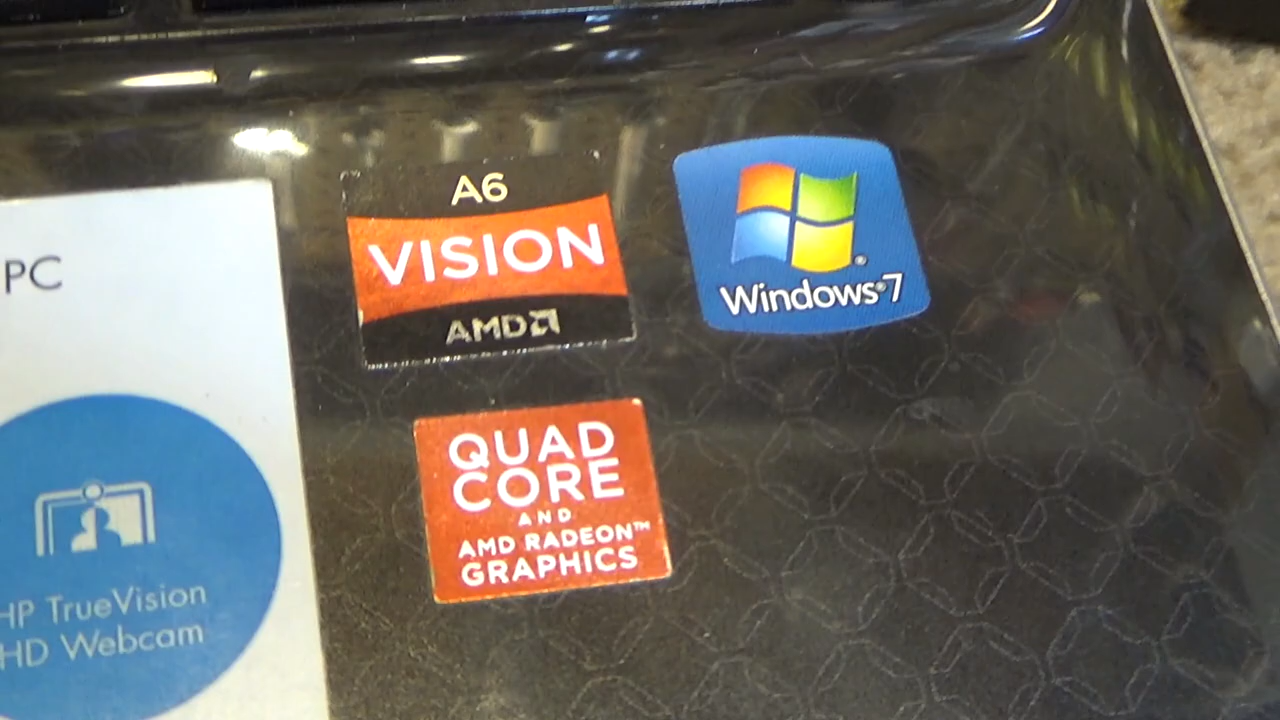 PC
A6
VISION
AMD
Windows®7
QUAD
CORE
AND
AMD RADEON™
GRAPHICS
HP TrueVision
HD Webcam